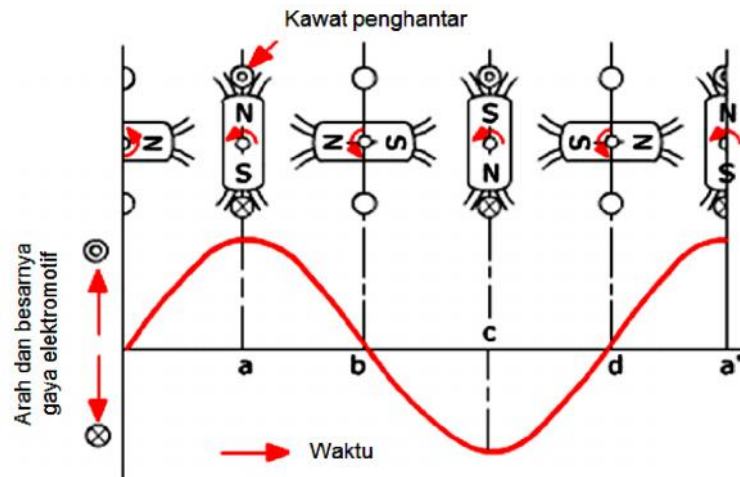 Kawat penghantar
N
S
N
N
S
S
N
S
N
N
S
Arah dan besarnya
gaya elektromotif
a
b
c
d
a'
Waktu